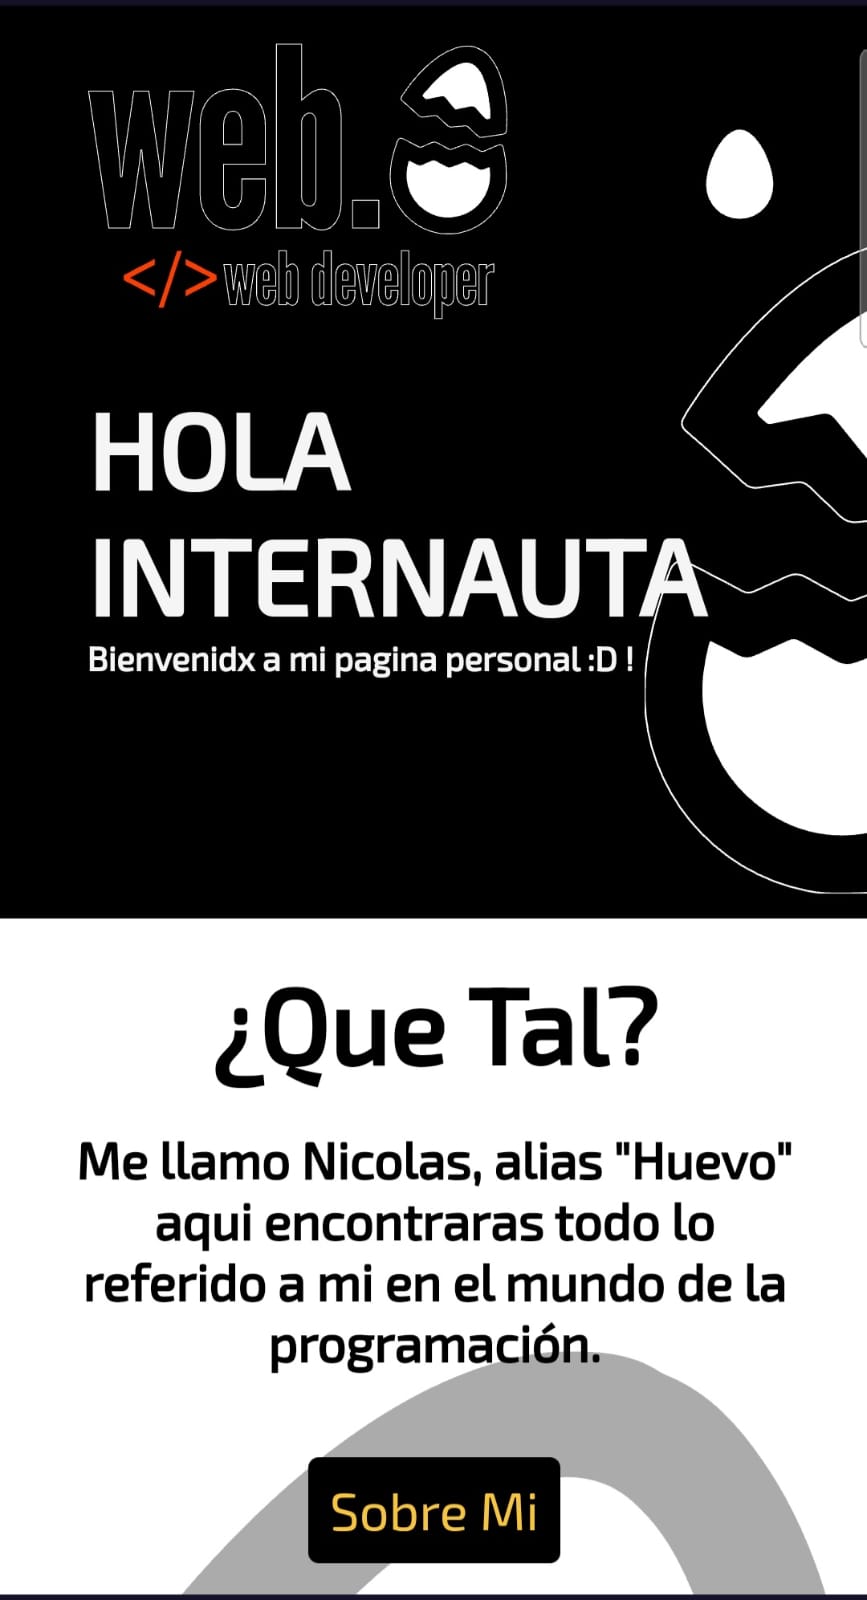 web.
</> web developer
HOLA
INTERNAUTA
Bienvenidx a mi pagina personal :D !
¿Que Tal?
Me llamo Nicolas, alias "Huevo"
aqui encontraras todo lo
referido a mi en el mundo de la
programación.
Sobre Mi